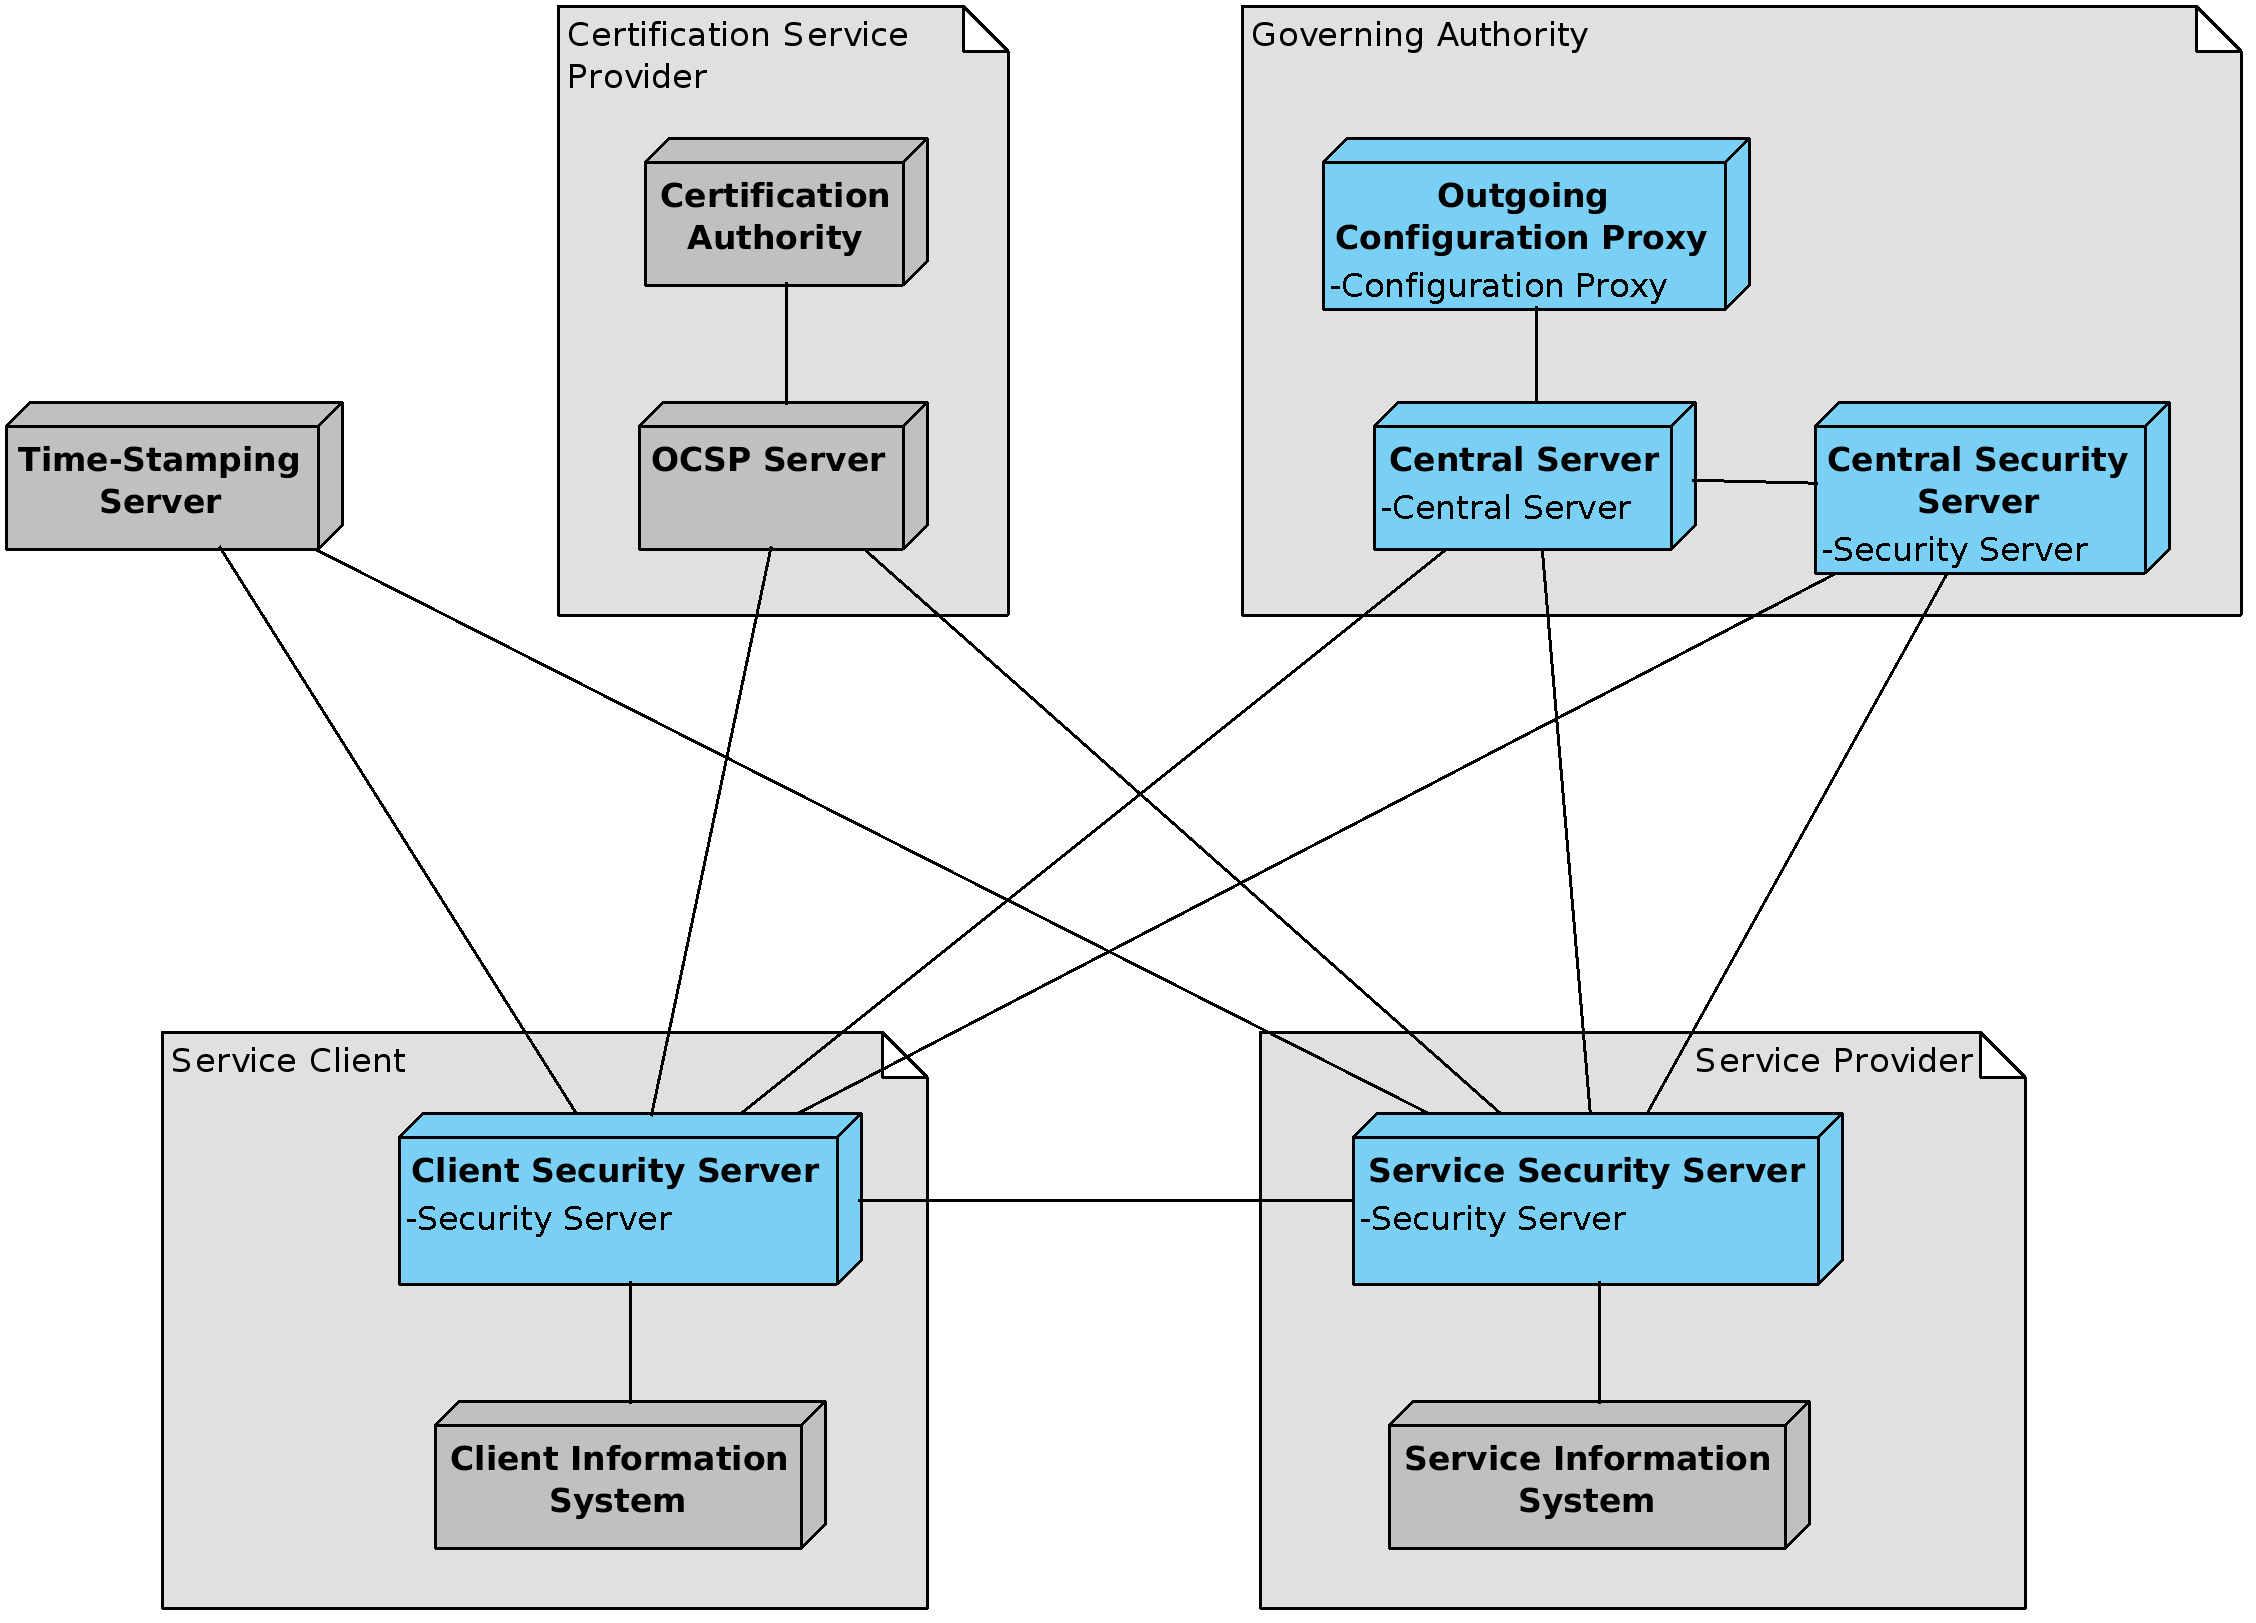 Certification Service
Provider
Certification
Authority
OCSP Server
Governing Authority
Outgoing
Configuration Proxy
-Configuration Proxy
Central Server
-Central Server
Central Security
Server
-Security Server
Time-Stamping
Server
Service Client
Client Security Server
-Security Server
Client Information
System
Service Provider
Service Security Server
-Security Server
Service Information
System